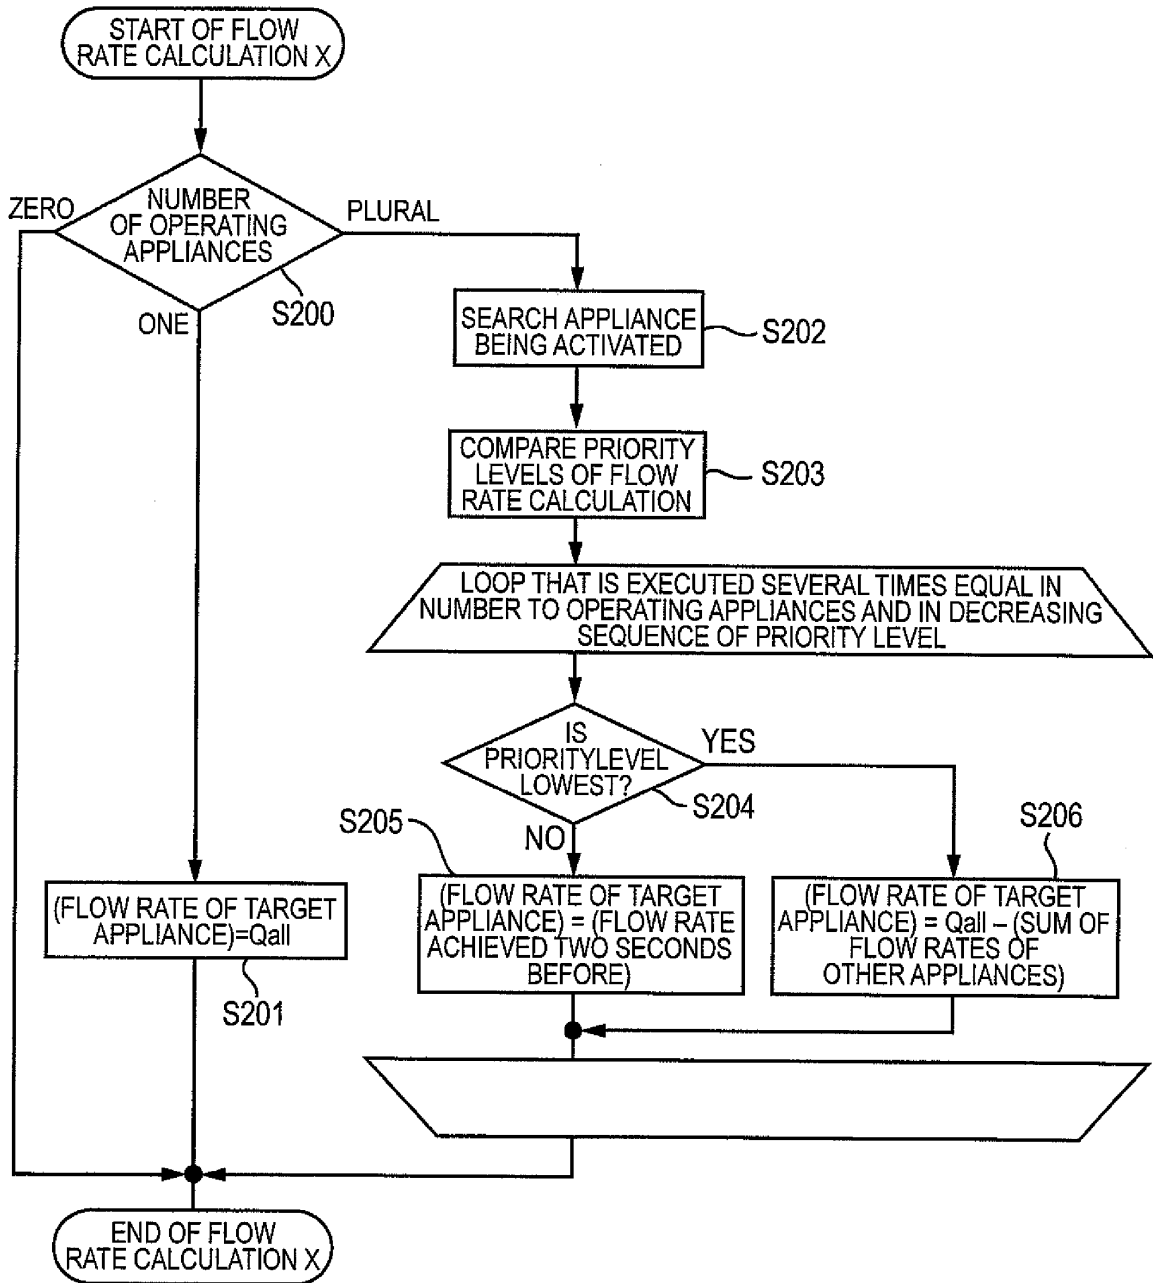 START OF FLOW
RATE CALCULATION X
NUMBER
OF OPERATING
APPLIANCES
ZERO
PLURAL
ONE
S200
SEARCH APPLIANCE
BEING ACTIVATED
S202
COMPARE PRIORITY
LEVELS OF FLOW
RATE CALCULATION
S203
LOOP THAT IS EXECUTED SEVERAL TIMES EQUAL IN
NUMBER TO OPERATING APPLIANCES AND IN DECREASING
SEQUENCE OF PRIORITY LEVEL
IS
PRIORITYLEVEL
LOWEST?
YES
S204
NO
S205
S206
(FLOW RATE OF TARGET
APPLIANCE)=Qall
S201
(FLOW RATE OF TARGET
APPLIANCE) = (FLOW RATE
ACHIEVED TWO SECONDS
BEFORE)
(FLOW RATE OF TARGET
APPLIANCE) = Qall – (SUM OF
FLOW RATES OF
OTHER APPLIANCES)
END OF FLOW
RATE CALCULATION X